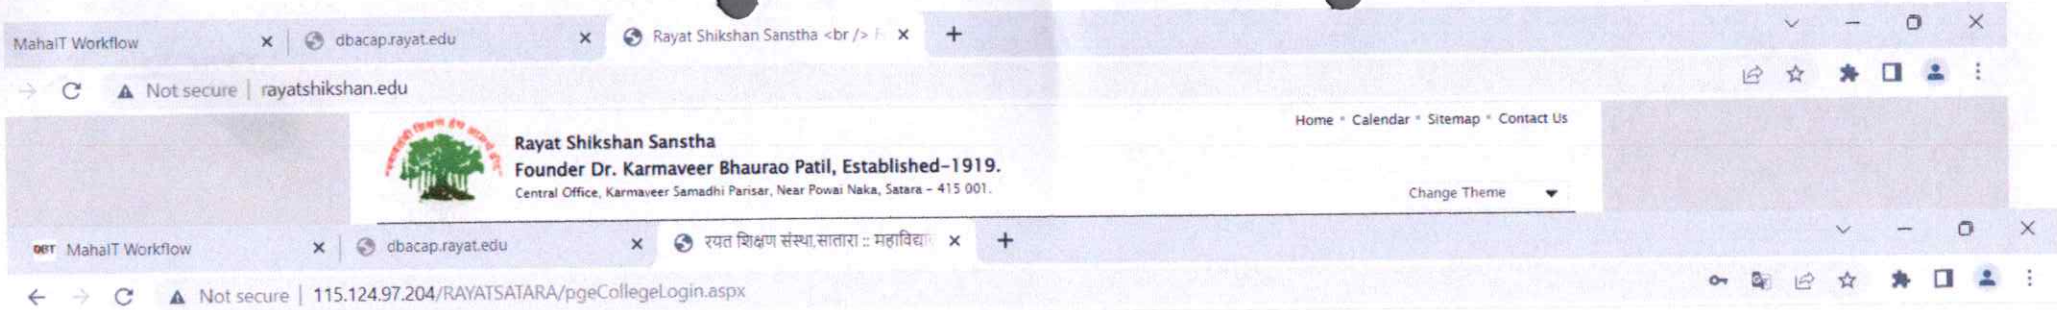 MahaIT Workflow × dbacap.rayat.edu × Rayat Shikshan Sanstha <br /> F × +
Not secure | rayatshikshan.edu
Home * Calendar * Sitemap * Contact Us
Rayat Shikshan Sanstha
Founder Dr. Karmaveer Bhaurao Patil, Established-1919.
Central Office, Karmaveer Samadhi Parisar, Near Powai Naka, Satara - 415 001.
Change Theme
DBT MahaIT Workflow × dbacap.rayat.edu × रयत शिक्षण संस्था,सातारा :: महाविद्या × +
Not secure | 115.124.97.204/RAYATSATARA/pgeCollegeLogin.aspx